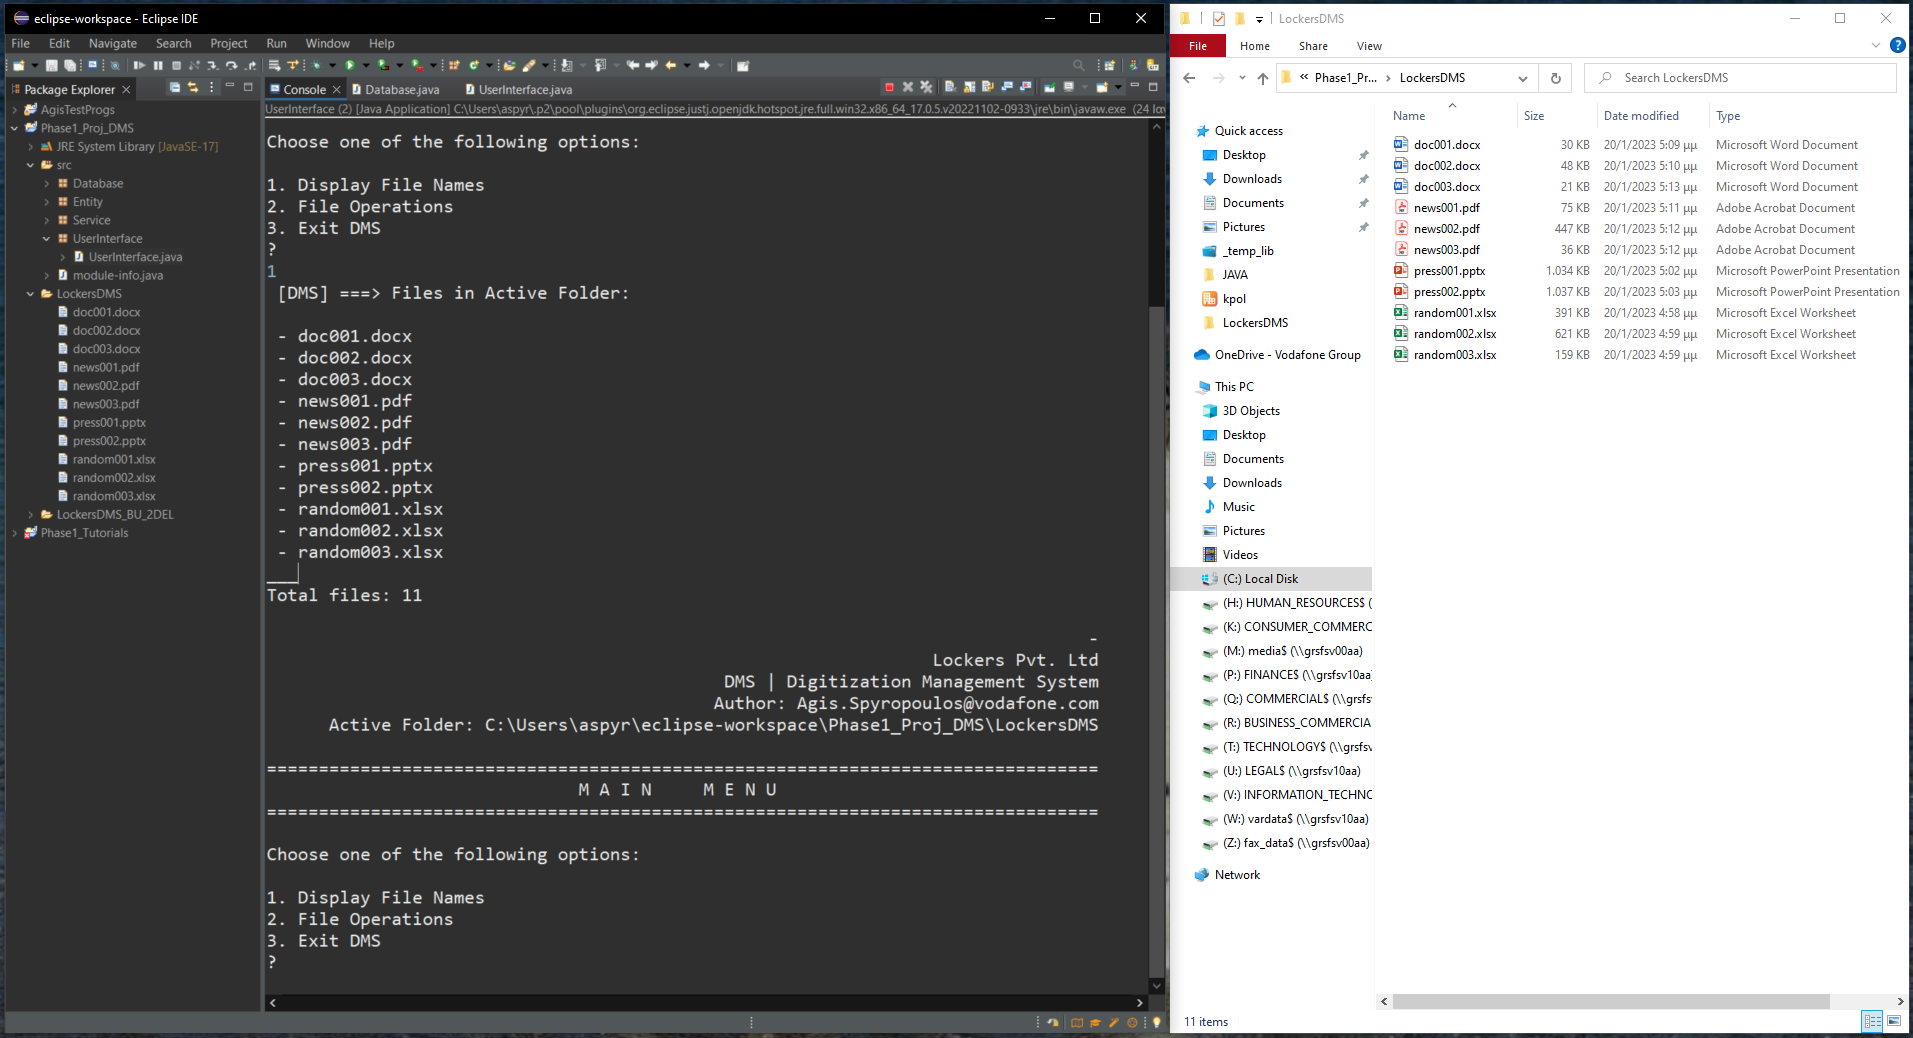 eclipse-workspace - Eclipse IDE
File Edit Navigate Search Project Run Window Help
Package Explorer
AgisTestProgs
Phase1_Proj_DMS
JRE System Library [JavaSE-17]
src
Database
Entity
Service
UserInterface
UserInterface.java
module-info.java
LockersDMS
doc001.docx
doc002.docx
doc003.docx
news001.pdf
news002.pdf
news003.pdf
press001.pptx
press002.pptx
random001.xlsx
random002.xlsx
random003.xlsx
LockersDMS_BU_2DEL
Phase1_Tutorials
Console Database.java UserInterface.java
UserInterface (2) [Java Application] C:\Users\aspyr\.p2\pool\plugins\org.eclipse.justj.openjdk.hotspot.jre.full.win32.x86_64_17.0.5.v20221102-0933\jre\bin\javaw.exe (24 Ιαν
Choose one of the following options:
1. Display File Names
2. File Operations
3. Exit DMS
?
1
[DMS] ===> Files in Active Folder:
- doc001.docx
- doc002.docx
- doc003.docx
- news001.pdf
- news002.pdf
- news003.pdf
- press001.pptx
- press002.pptx
- random001.xlsx
- random002.xlsx
- random003.xlsx
___
Total files: 11
-
Lockers Pvt. Ltd
DMS | Digitization Management System
Author: Agis.Spyropoulos@vodafone.com
Active Folder: C:\Users\aspyr\eclipse-workspace\Phase1_Proj_DMS\LockersDMS
================================================================================
M A I N     M E N U
================================================================================
Choose one of the following options:
1. Display File Names
2. File Operations
3. Exit DMS
?
LockersDMS
File Home Share View
« Phase1_Pr... › LockersDMS
Search LockersDMS
Quick access
Desktop
Downloads
Documents
Pictures
_temp_lib
JAVA
kpol
LockersDMS
OneDrive - Vodafone Group
This PC
3D Objects
Desktop
Documents
Downloads
Music
Pictures
Videos
(C:) Local Disk
(H:) HUMAN_RESOURCES$ (
(K:) CONSUMER_COMMERC
(M:) media$ (\\grsfsv00aa)
(P:) FINANCE$ (\\grsfsv10aa)
(Q:) COMMERCIAL$ (\\grsfs
(R:) BUSINESS_COMMERCIA
(T:) TECHNOLOGY$ (\\grsfsv
(U:) LEGAL$ (\\grsfsv10aa)
(V:) INFORMATION_TECHNO
(W:) vardata$ (\\grsfsv10aa)
(Z:) fax_data$ (\\grsfsv00aa)
Network
Name Size Date modified Type
doc001.docx 30 KB 20/1/2023 5:09 μμ Microsoft Word Document
doc002.docx 48 KB 20/1/2023 5:10 μμ Microsoft Word Document
doc003.docx 21 KB 20/1/2023 5:13 μμ Microsoft Word Document
news001.pdf 75 KB 20/1/2023 5:11 μμ Adobe Acrobat Document
news002.pdf 447 KB 20/1/2023 5:12 μμ Adobe Acrobat Document
news003.pdf 36 KB 20/1/2023 5:12 μμ Adobe Acrobat Document
press001.pptx 1.034 KB 20/1/2023 5:02 μμ Microsoft PowerPoint Presentation
press002.pptx 1.037 KB 20/1/2023 5:03 μμ Microsoft PowerPoint Presentation
random001.xlsx 391 KB 20/1/2023 4:58 μμ Microsoft Excel Worksheet
random002.xlsx 621 KB 20/1/2023 4:59 μμ Microsoft Excel Worksheet
random003.xlsx 159 KB 20/1/2023 4:59 μμ Microsoft Excel Worksheet
11 items